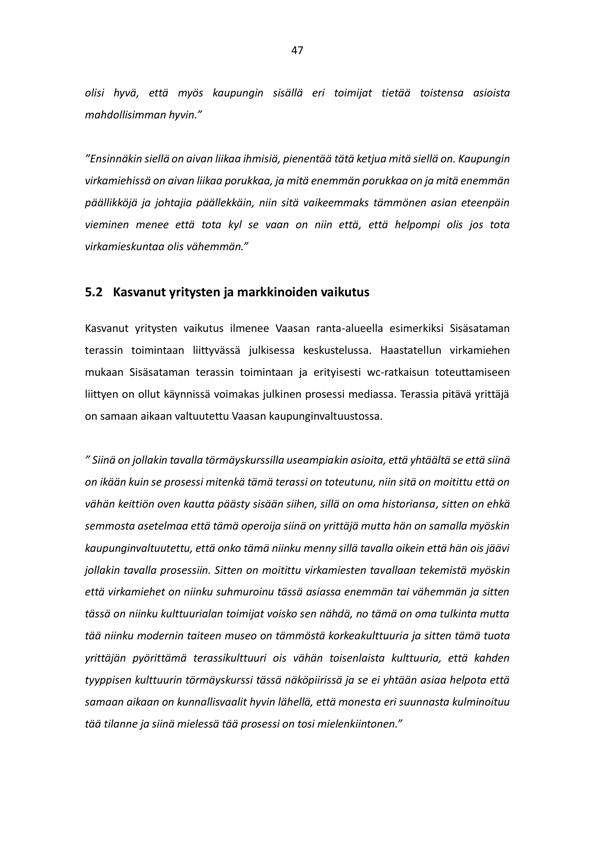 47
olisi hyvä, että myös kaupungin sisällä eri toimijat tietää toistensa asioista
mahdollisimman hyvin.”
”Ensinnäkin siellä on aivan liikaa ihmisiä, pienentää tätä ketjua mitä siellä on. Kaupungin
virkamiehissä on aivan liikaa porukkaa, ja mitä enemmän porukkaa on ja mitä enemmän
päällikköjä ja johtajia päällekkäin, niin sitä vaikeemmaks tämmönen asian eteenpäin
vieminen menee että tota kyl se vaan on niin että, että helpompi olis jos tota
virkamieskuntaa olis vähemmän.”
5.2 Kasvanut yritysten ja markkinoiden vaikutus
Kasvanut yritysten vaikutus ilmenee Vaasan ranta-alueella esimerkiksi Sisäsataman
terassin toimintaan liittyvässä julkisessa keskustelussa. Haastatellun virkamiehen
mukaan Sisäsataman terassin toimintaan ja erityisesti wc-ratkaisun toteuttamiseen
liittyen on ollut käynnissä voimakas julkinen prosessi mediassa. Terassia pitävä yrittäjä
on samaan aikaan valtuutettu Vaasan kaupunginvaltuustossa.
” Siinä on jollakin tavalla törmäyskurssilla useampiakin asioita, että yhtäältä se että siinä
on ikään kuin se prosessi mitenkä tämä terassi on toteutunu, niin sitä on moitittu että on
vähän keittiön oven kautta päästy sisään siihen, sillä on oma historiansa, sitten on ehkä
semmosta asetelmaa että tämä operoija siinä on yrittäjä mutta hän on samalla myöskin
kaupunginvaltuutettu, että onko tämä niinku menny sillä tavalla oikein että hän ois jäävi
jollakin tavalla prosessiin. Sitten on moitittu virkamiesten tavallaan tekemistä myöskin
että virkamiehet on niinku suhmuroinu tässä asiassa enemmän tai vähemmän ja sitten
tässä on niinku kulttuurialan toimijat voisko sen nähdä, no tämä on oma tulkinta mutta
tää niinku modernin taiteen museo on tämmöstä korkeakulttuuria ja sitten tämä tuota
yrittäjän pyörittämä terassikulttuuri ois vähän toisenlaista kulttuuria, että kahden
tyyppisen kulttuurin törmäyskurssi tässä näköpiirissä ja se ei yhtään asiaa helpota että
samaan aikaan on kunnallisvaalit hyvin lähellä, että monesta eri suunnasta kulminoituu
tää tilanne ja siinä mielessä tää prosessi on tosi mielenkiintonen.”